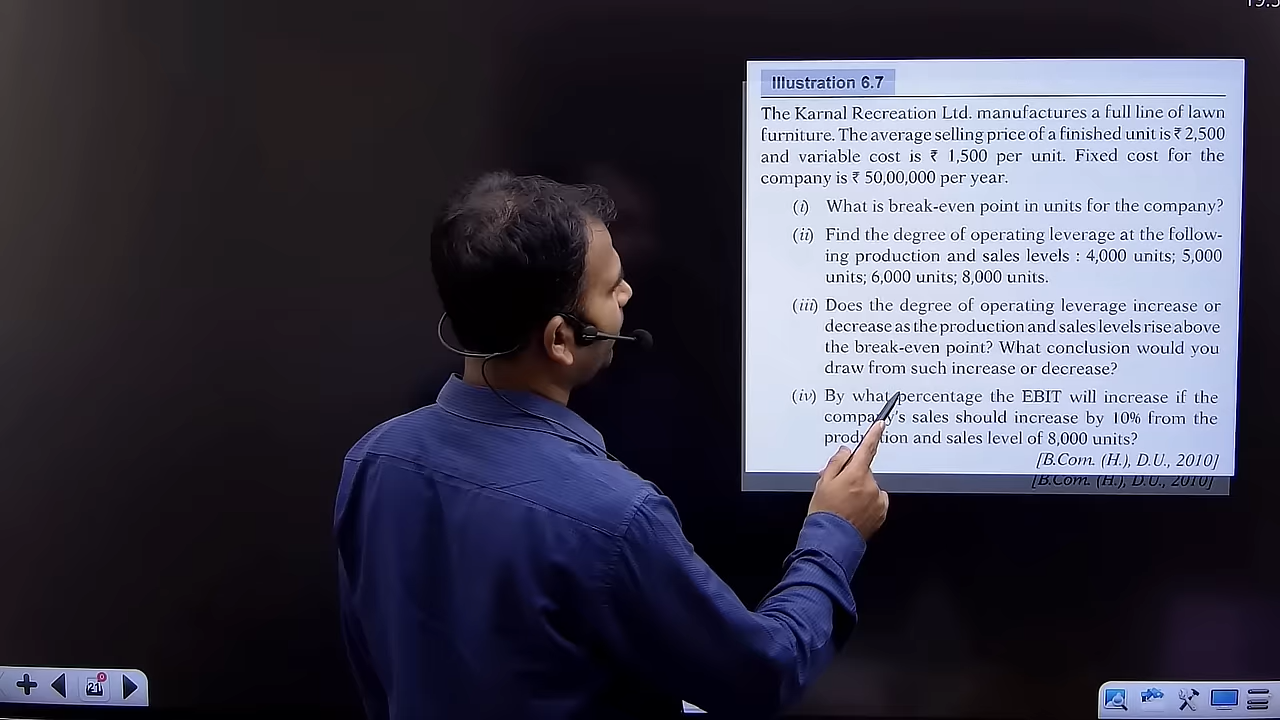 19:5
Illustration 6.7
The Karnal Recreation Ltd. manufactures a full line of lawn
furniture. The average selling price of a finished unit is ₹ 2,500
and variable cost is ₹ 1,500 per unit. Fixed cost for the
company is ₹ 50,00,000 per year.
(i) What is break-even point in units for the company?
(ii) Find the degree of operating leverage at the follow-
ing production and sales levels : 4,000 units; 5,000
units; 6,000 units; 8,000 units.
(iii) Does the degree of operating leverage increase or
decrease as the production and sales levels rise above
the break-even point? What conclusion would you
draw from such increase or decrease?
(iv) By what percentage the EBIT will increase if the
company's sales should increase by 10% from the
production and sales level of 8,000 units?
[B.Com. (H.), D.U., 2010]
[B.Com. (H.), D.U., 2010]
21
0